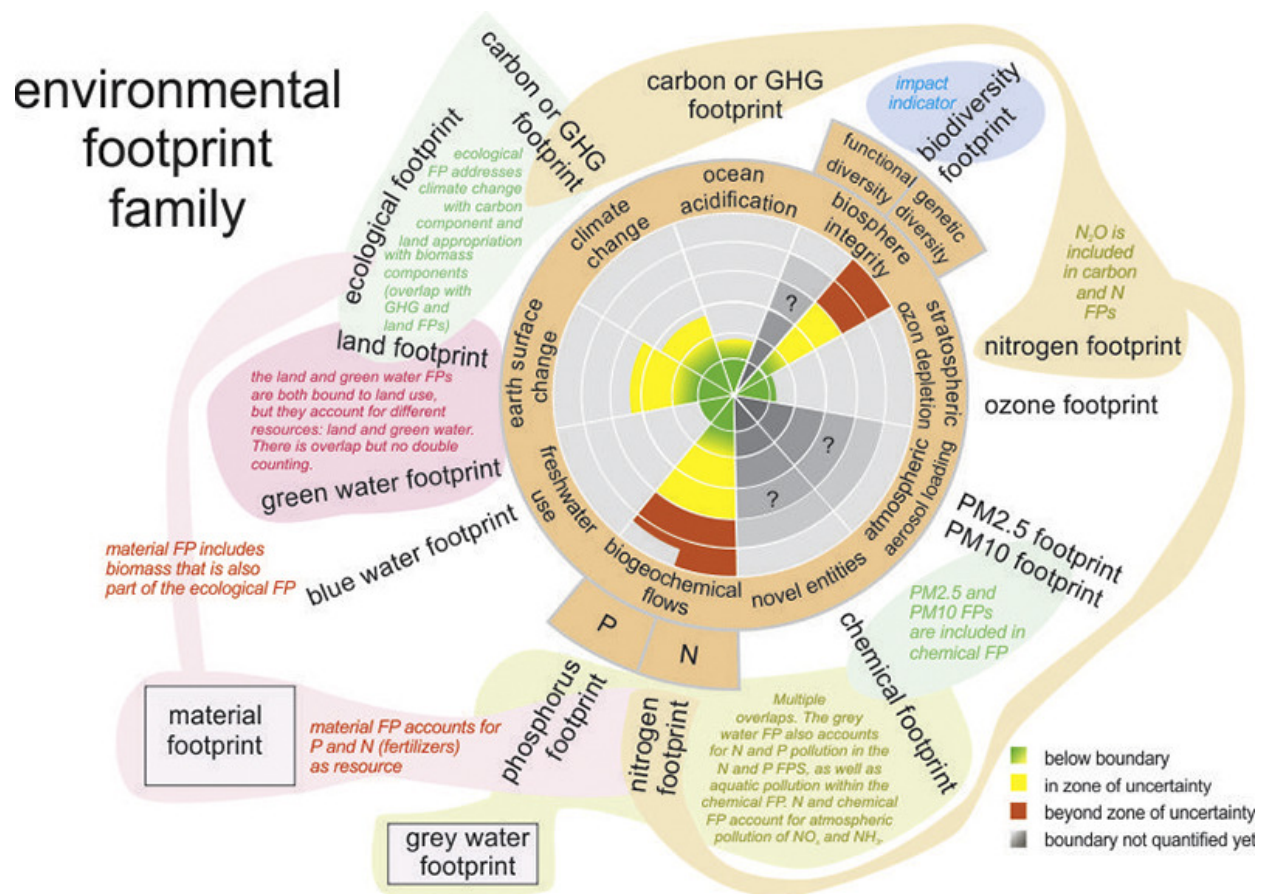 environmental
footprint
family
carbon or GHG
footprint
ecological footprint
ecological
FP addresses
climate change
with carbon
component and
land appropriation
with biomass
components
(overlap with
GHG and
land FPs)
land footprint
the land and green water FPs
are both bound to land use,
but they account for different
resources: land and green water.
There is overlap but no double
counting.
green water footprint
blue water footprint
material FP includes
biomass that is also
part of the ecological FP
material
footprint
material FP accounts for
P and N (fertilizers)
as resource
grey water
footprint
phosphorus
footprint
nitrogen
footprint
Multiple
overlaps. The grey
water FP also accounts
for N and P pollution in the
N and P FPS, as well as
aquatic pollution within the
chemical FP. N and chemical
FP account for atmospheric
pollution of NOₓ and NH₃.
chemical footprint
PM2.5 and
PM10 FPs
are included in
chemical FP
PM2.5 footprint
PM10 footprint
ozone footprint
nitrogen footprint
N₂O is
included
in carbon
and N
FPs
impact
indicator
biodiversity
footprint
carbon or GHG
footprint
functional
diversity
genetic
diversity
climate
change
ocean
acidification
biosphere
integrity
stratospheric
ozon depletion
atmospheric
aerosol loading
novel entities
biogeochemical
flows
P
N
freshwater
use
earth surface
change
?
?
?
below boundary
in zone of uncertainty
beyond zone of uncertainty
boundary not quantified yet